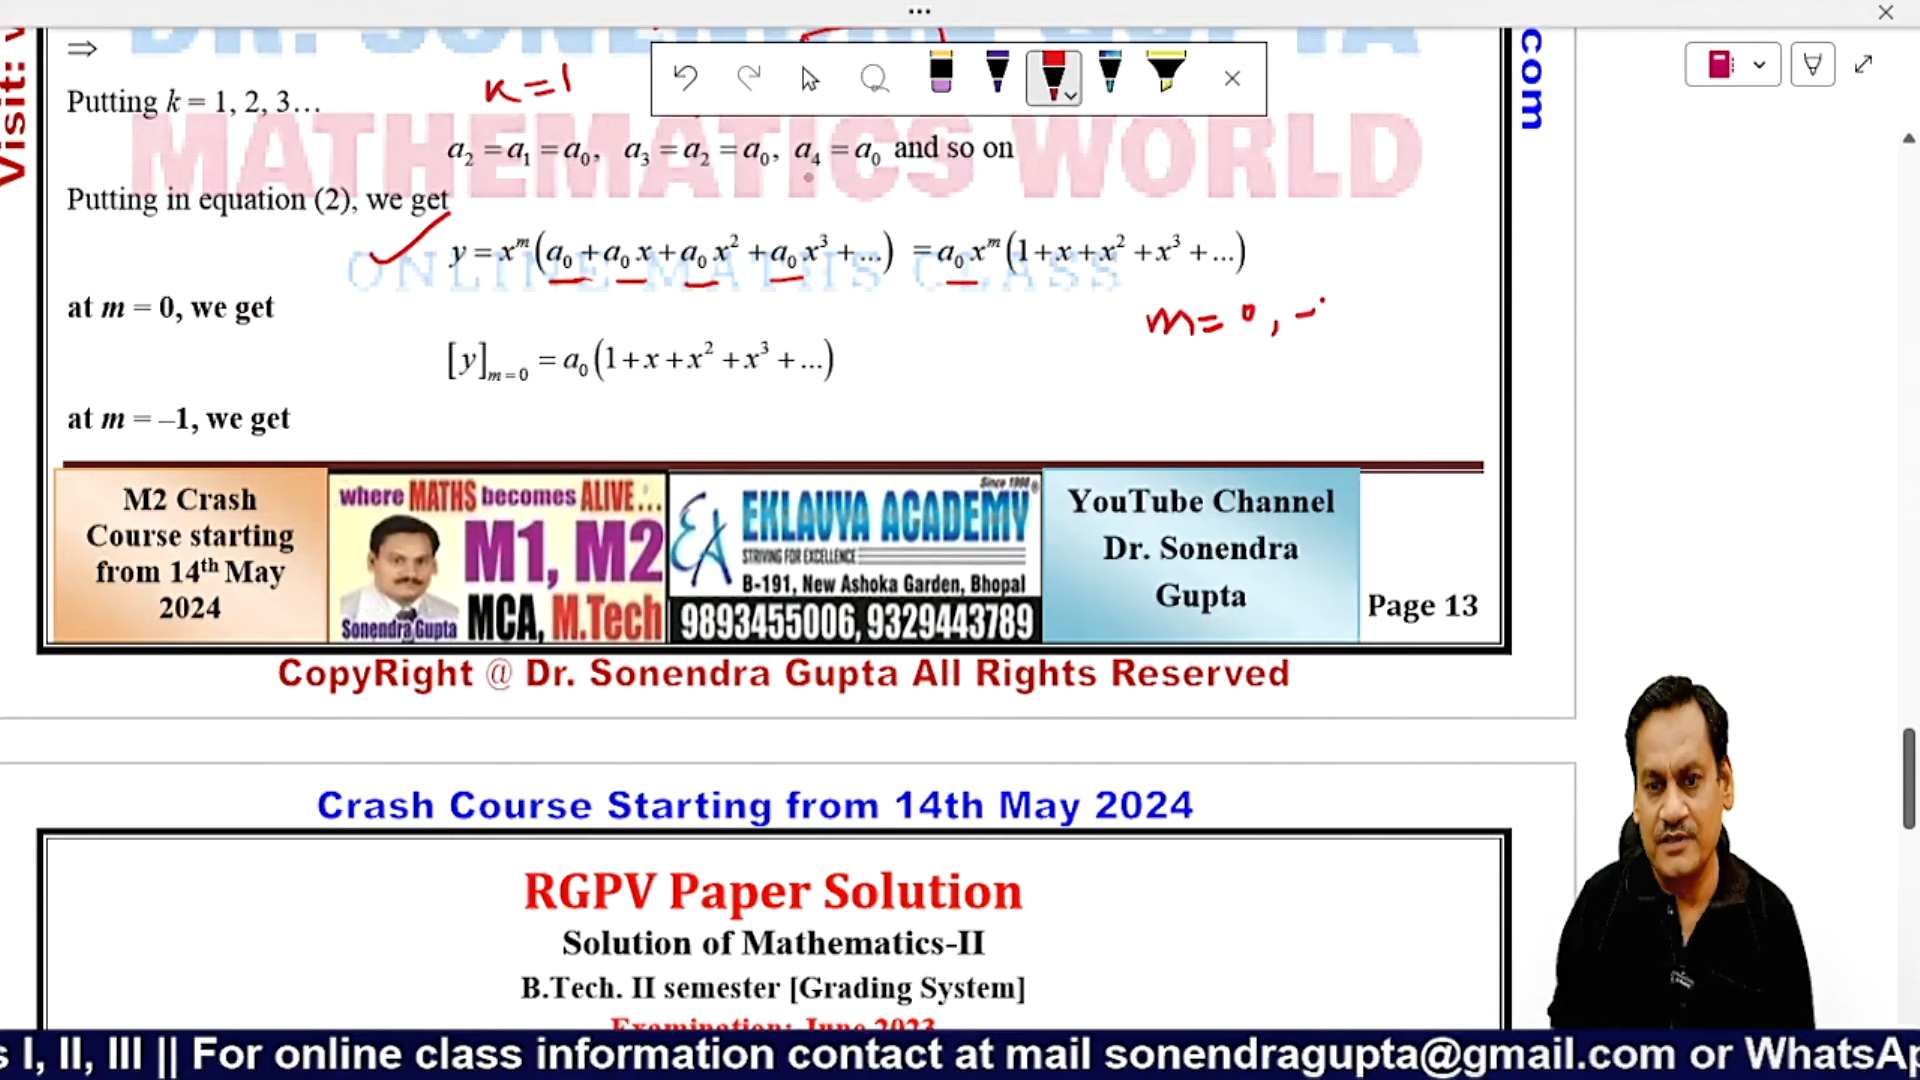 ...
⇒
Visit:
com
K=1
Putting k = 1, 2, 3…
MATHEMATICS WORLD
a₂ = a₁ = a₀, a₃ = a₂ = a₀, a₄ = a₀ and so on
Putting in equation (2), we get
y = xᵐ(a₀ + a₀x + a₀x² + a₀x³ + ...) = a₀xᵐ(1 + x + x² + x³ + ...)
ONLINE MATHS CLASS
at m = 0, we get
m = 0, -
[y]ₘ₌₀ = a₀(1 + x + x² + x³ + ...)
at m = –1, we get
M2 Crash
Course starting
from 14th May
2024
where MATHS becomes ALIVE...
M1, M2
MCA, M.Tech
Sonendra Gupta
Since 1998
EA
EKLAVYA ACADEMY
STRIVING FOR EXCELLENCE
B-191, New Ashoka Garden, Bhopal
9893455006, 9329443789
YouTube Channel
Dr. Sonendra
Gupta
Page 13
CopyRight @ Dr. Sonendra Gupta All Rights Reserved
Crash Course Starting from 14th May 2024
RGPV Paper Solution
Solution of Mathematics-II
B.Tech. II semester [Grading System]
Examination: June 2023
s I, II, III || For online class information contact at mail sonendragupta@gmail.com or WhatsAp